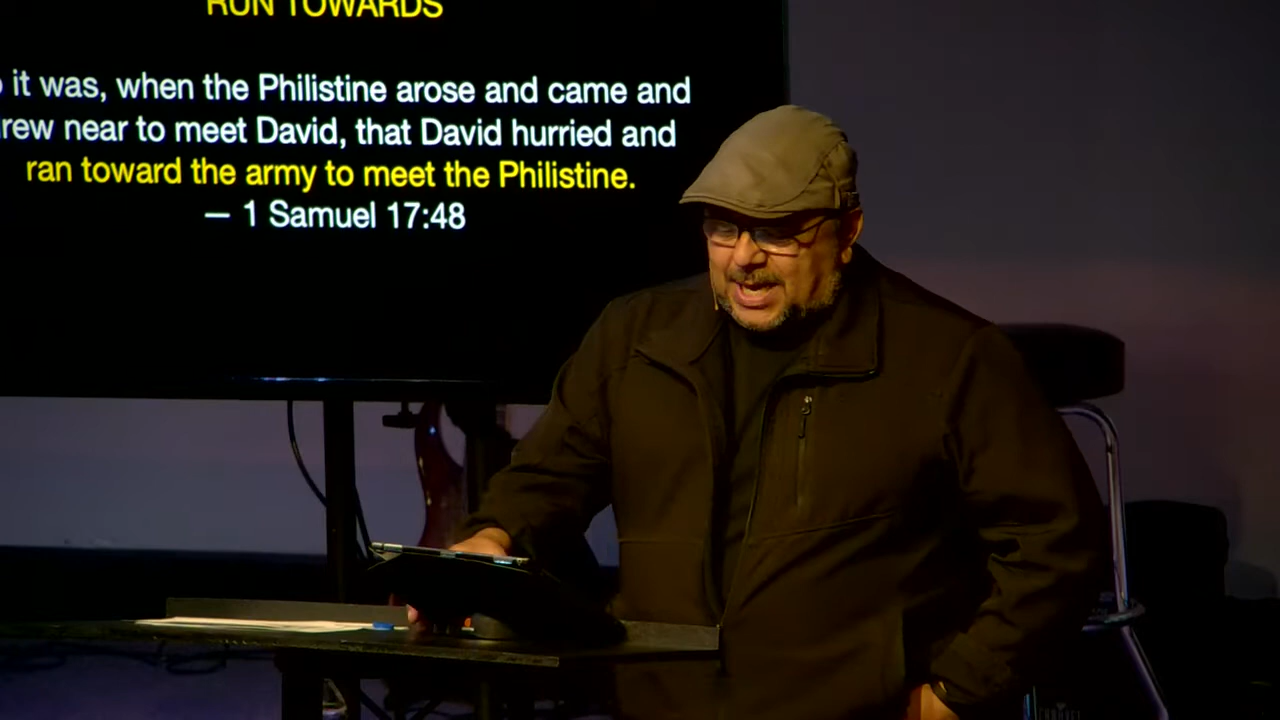 RUN TOWARDS
it was, when the Philistine arose and came and
near to meet David, that David hurried and
ran toward the army to meet the Philistine.
— 1 Samuel 17:48